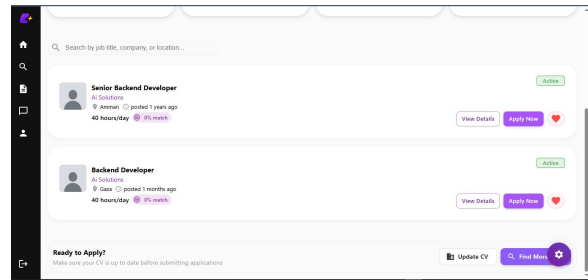 Search by job title, company, or location...
Active
Senior Backend Developer
Ai Solutions
Amman posted 1 years ago
40 hours/day 0% match
View Details Apply Now
Active
Backend Developer
Ai Solutions
Gaza posted 1 months ago
40 hours/day 0% match
View Details Apply Now
Ready to Apply?
Make sure your CV is up to date before submitting applications
Update CV Find More